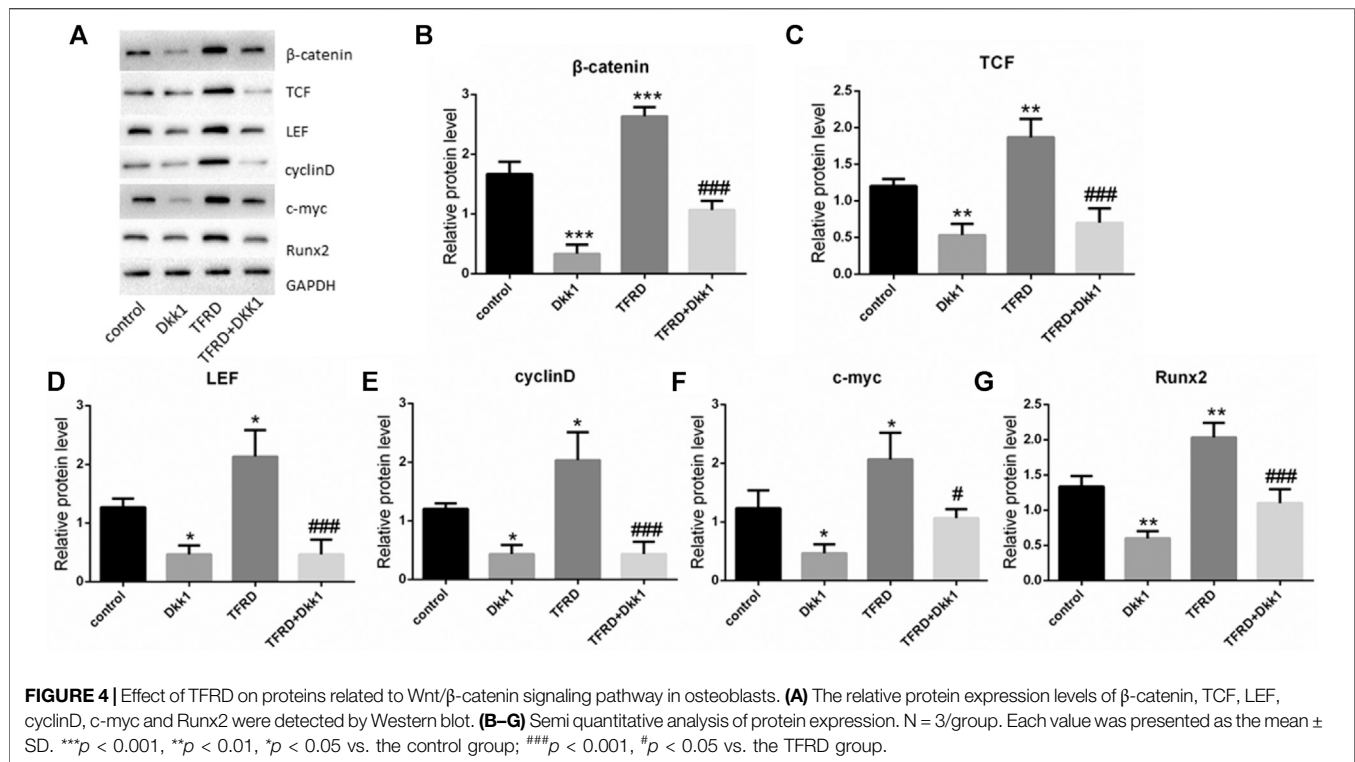 A
β-catenin
TCF
LEF
cyclinD
c-myc
Runx2
GAPDH
control
Dkk1
TFRD
TFRD+DKK1
B
β-catenin
Relative protein level
3
2
1
0
***
***
###
control
Dkk1
TFRD
TFRD+Dkk1
C
TCF
Relative protein level
2.5
2.0
1.5
1.0
0.5
0.0
**
**
###
control
Dkk1
TFRD
TFRD+Dkk1
D
LEF
Relative protein level
3
2
1
0
*
*
###
control
Dkk1
TFRD
TFRD+Dkk1
E
cyclinD
Relative protein level
3
2
1
0
*
*
###
control
Dkk1
TFRD
TFRD+Dkk1
F
c-myc
Relative protein level
3
2
1
0
*
*
#
control
Dkk1
TFRD
TFRD+Dkk1
G
Runx2
Relative protein level
2.5
2.0
1.5
1.0
0.5
0.0
**
**
###
control
Dkk1
TFRD
TFRD+Dkk1
FIGURE 4 | Effect of TFRD on proteins related to Wnt/β-catenin signaling pathway in osteoblasts. (A) The relative protein expression levels of β-catenin, TCF, LEF,
cyclinD, c-myc and Runx2 were detected by Western blot. (B–G) Semi quantitative analysis of protein expression. N = 3/group. Each value was presented as the mean ±
SD. ***p < 0.001, **p < 0.01, *p < 0.05 vs. the control group; ###p < 0.001, #p < 0.05 vs. the TFRD group.